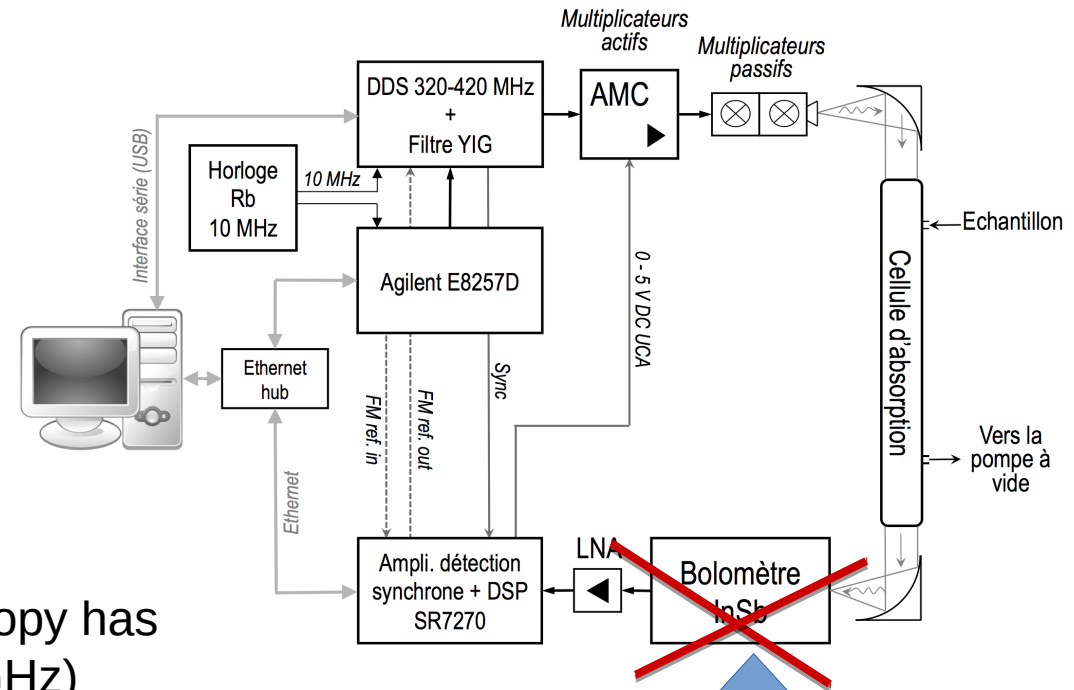 Multiplicateurs
actifs
Multiplicateurs
passifs
DDS 320-420 MHz
+
Filtre YIG
AMC
Interface série (USB)
Horloge
Rb
10 MHz
10 MHz
Echantillon
Agilent E8257D
0 - 5 V DC UCA
Cellule d'absorption
Ethernet
hub
Sync
FM ref. in
FM ref. out
Vers la
pompe à
vide
Ethernet
Ampli. détection
synchrone + DSP
SR7270
LNA
Bolomètre
InSb
opy has
GHz)